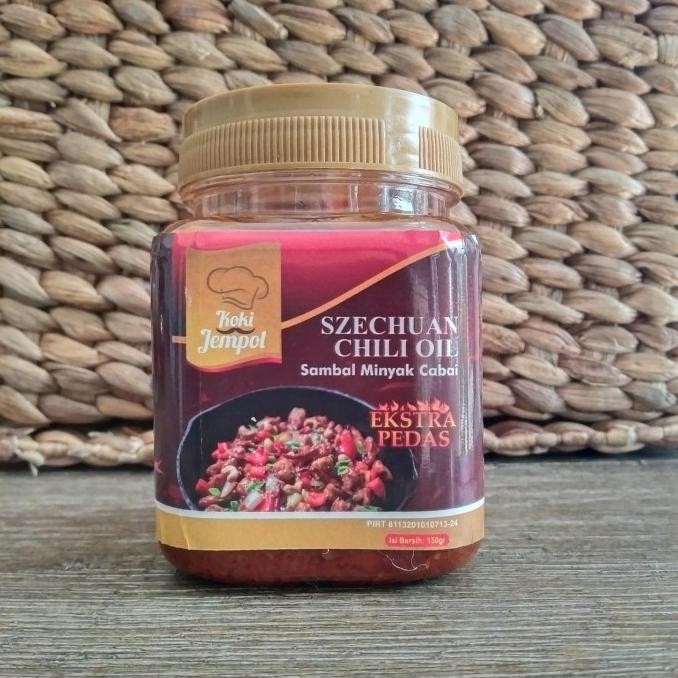 Koki
Jempol
SZECHUAN
CHILI OIL
Sambal Minyak Cabai
EKSTRA
PEDAS
PIRT 8113201010713-24
Isi Bersih: 150gr